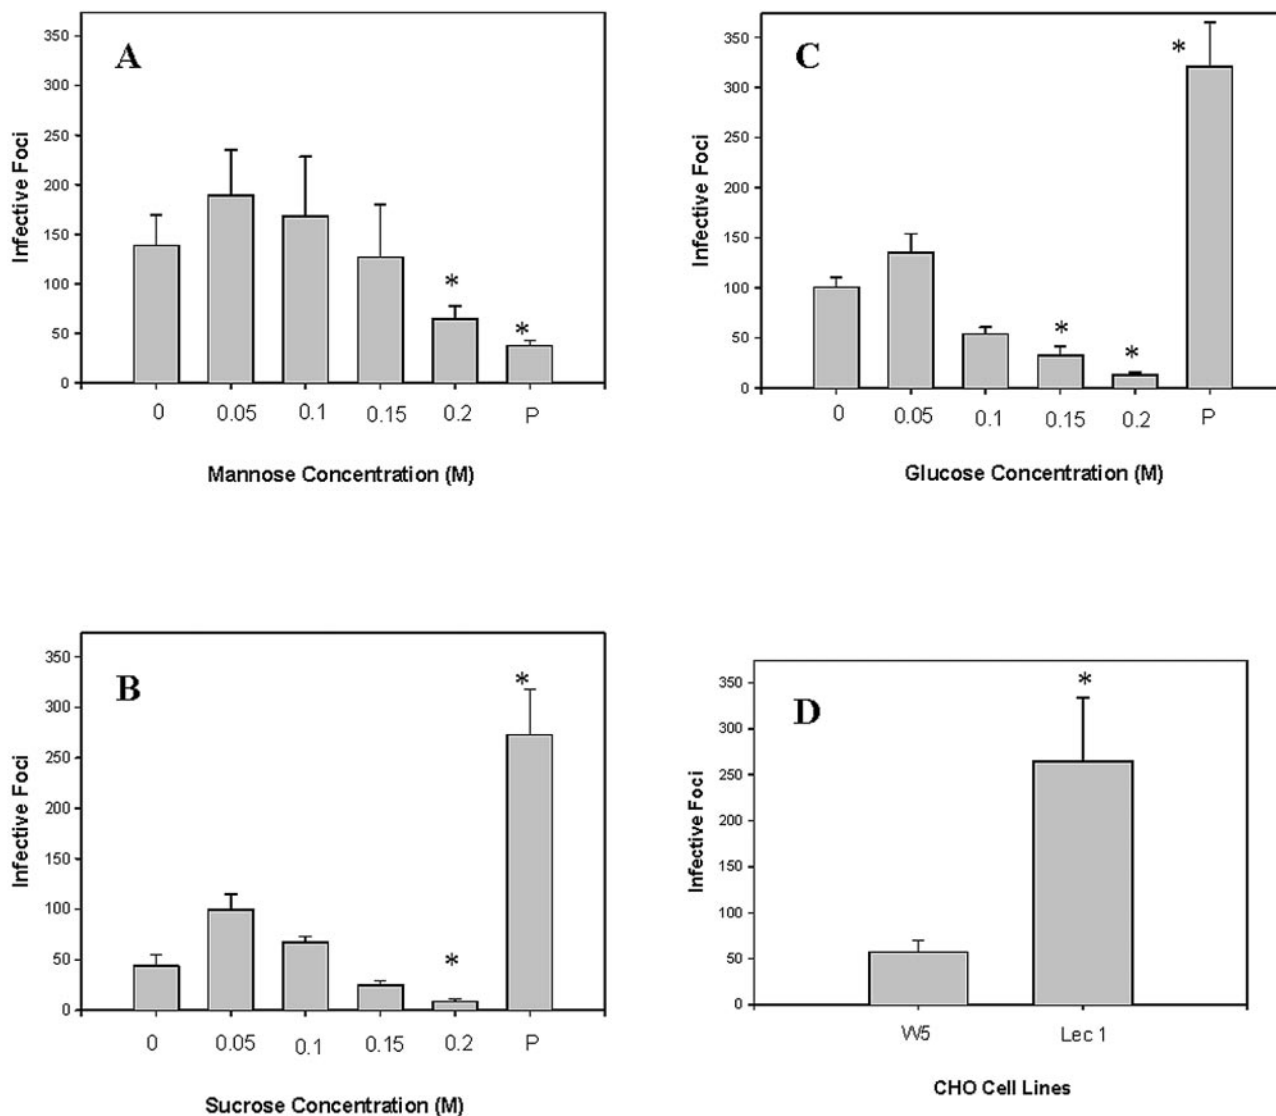 A
Infective Foci
350
300
250
200
150
100
50
0
*
*
0 0.05 0.1 0.15 0.2 P
Mannose Concentration (M)
C
Infective Foci
350
300
250
200
150
100
50
0
*
*
*
0 0.05 0.1 0.15 0.2 P
Glucose Concentration (M)
B
Infective Foci
350
300
250
200
150
100
50
0
*
*
0 0.05 0.1 0.15 0.2 P
Sucrose Concentration (M)
D
Infective Foci
350
300
250
200
150
100
50
0
*
W5 Lec 1
CHO Cell Lines